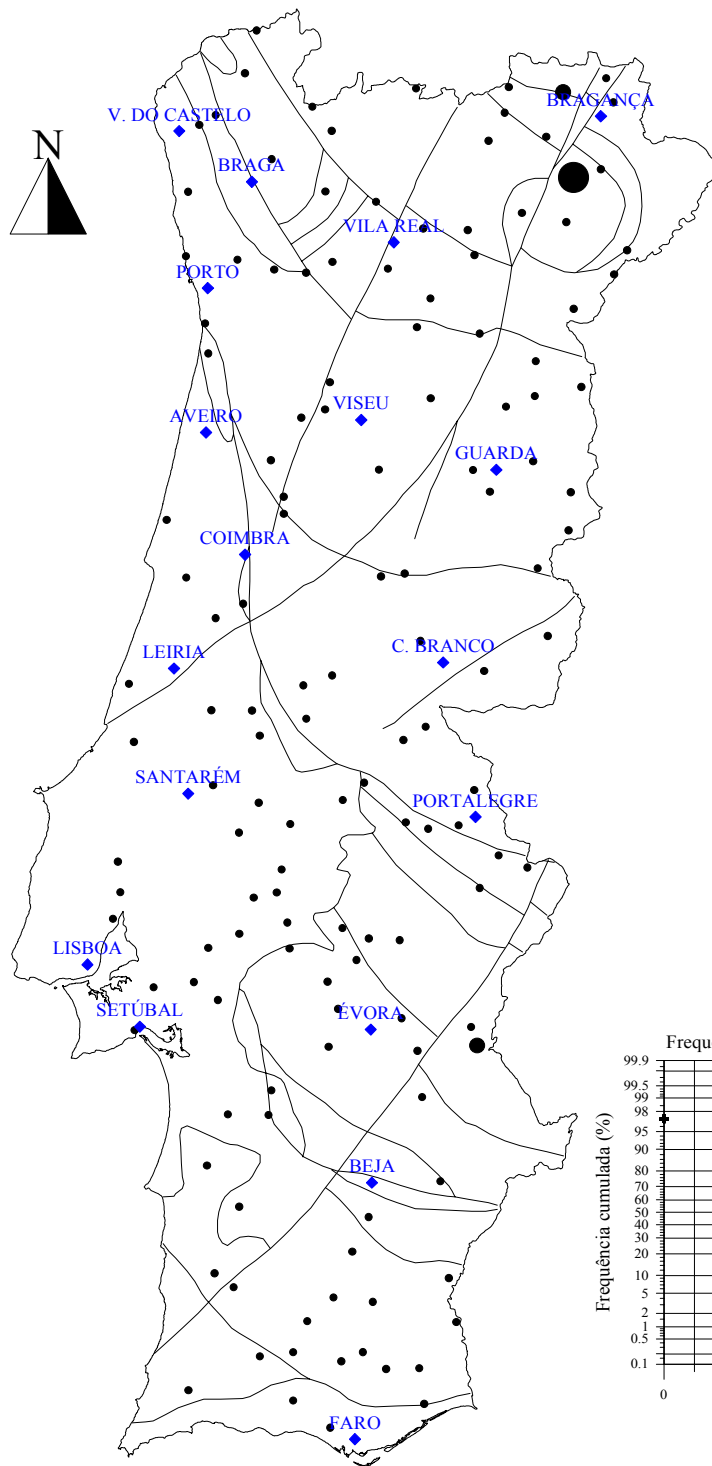 BRAGANÇA
V. DO CASTELO
N
BRAGA
VILA REAL
PORTO
VISEU
AVEIRO
GUARDA
COIMBRA
LEIRIA
C. BRANCO
SANTARÉM
PORTALEGRE
LISBOA
SETÚBAL
ÉVORA
Frequ
99.9
99.5
99
98
95
90
80
70
60
50
40
30
20
10
5
2
1
0.5
0.1
Frequência cumulada (%)
0
BEJA
FARO